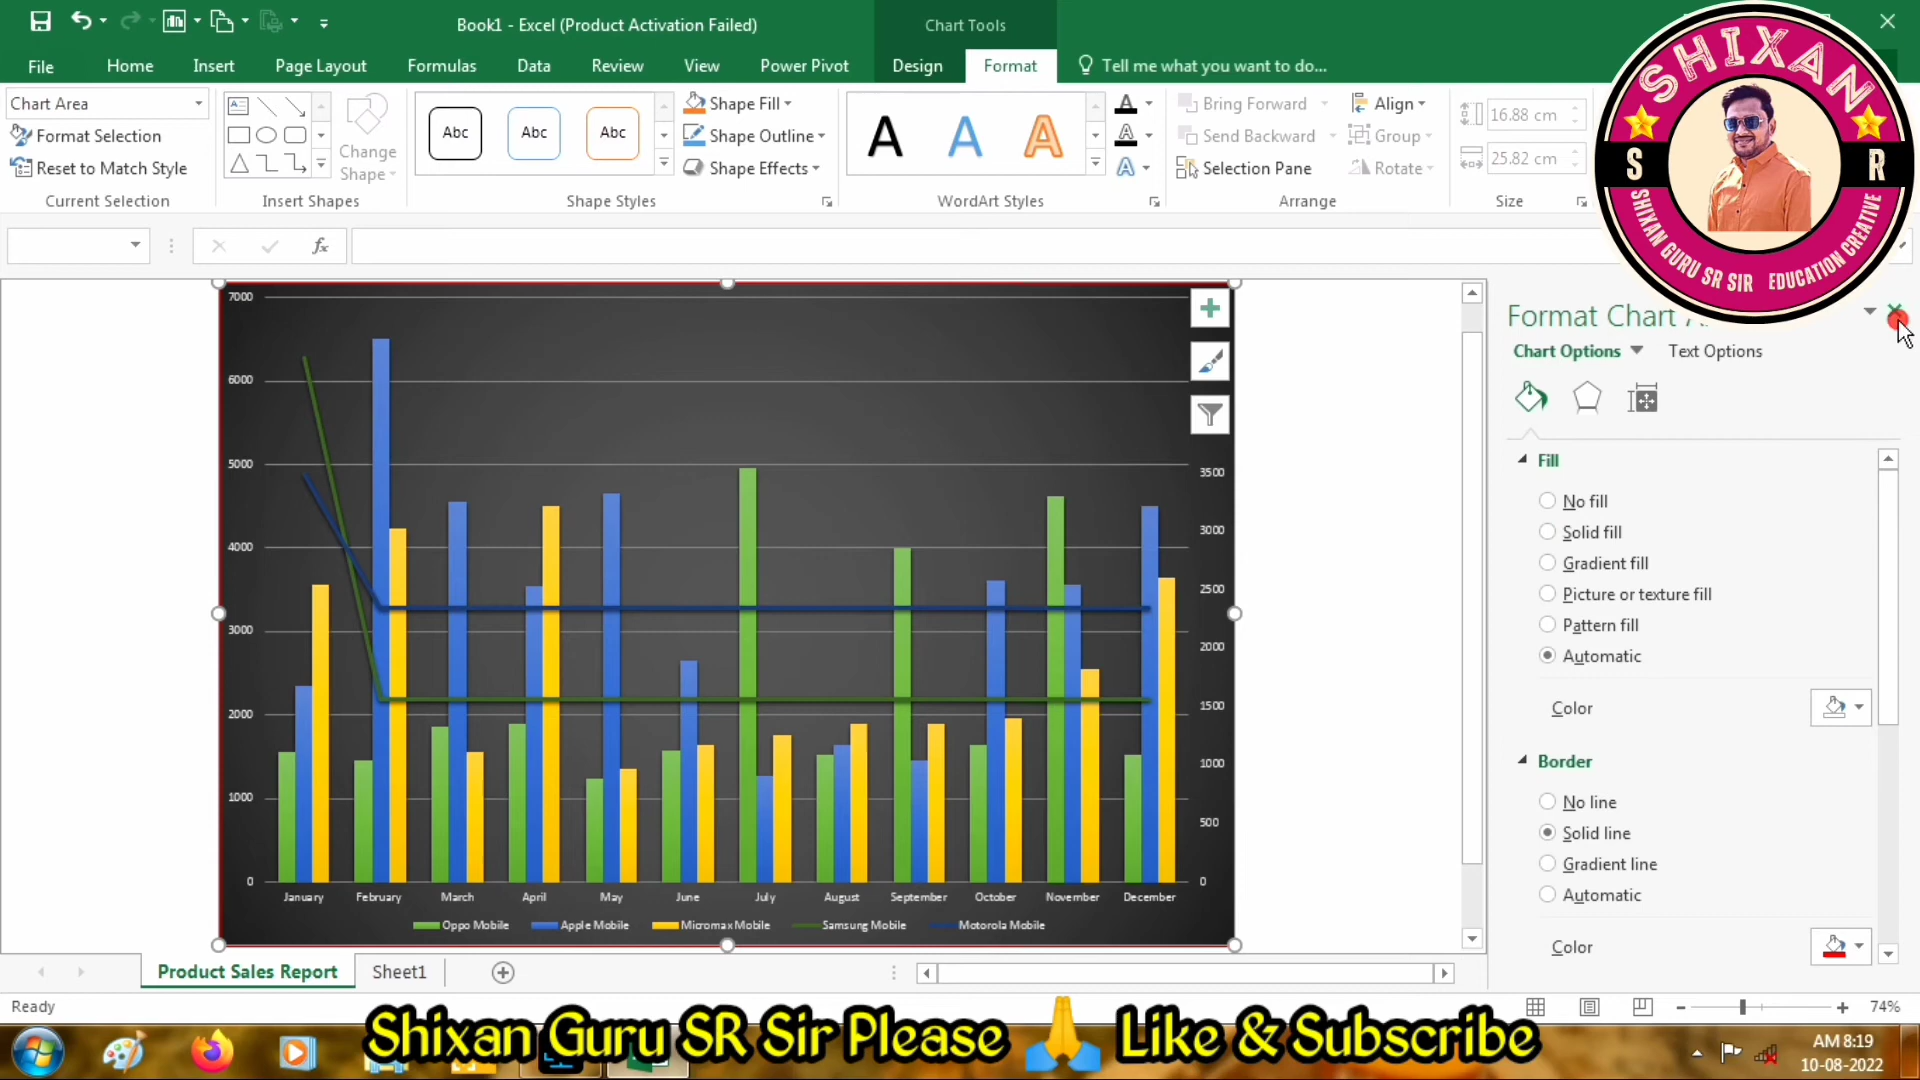 Book1 - Excel (Product Activation Failed)
Chart Tools
File Home Insert Page Layout Formulas Data Review View Power Pivot Design Format Tell me what you want to do...
Chart Area
Format Selection
Reset to Match Style
Current Selection
Change Shape
Insert Shapes
Abc Abc Abc
Shape Fill
Shape Outline
Shape Effects
Shape Styles
A A A
WordArt Styles
Bring Forward
Send Backward
Selection Pane
Align
Group
Rotate
Arrange
16.88 cm
25.82 cm
Size
SHIXAN
S R
SHIXAN GURU SR SIR EDUCATION CREATIVE
fx
7000
6000
5000
4000
3000
2000
1000
0
3500
3000
2500
2000
1500
1000
500
0
January February March April May June July August September October November December
Oppo Mobile Apple Mobile Micromax Mobile Samsung Mobile Motorola Mobile
Format Chart
Chart Options Text Options
Fill
No fill
Solid fill
Gradient fill
Picture or texture fill
Pattern fill
Automatic
Color
Border
No line
Solid line
Gradient line
Automatic
Color
Product Sales Report Sheet1
Ready
74%
Shixan Guru SR Sir Please 🙏 Like & Subscribe
AM 8:19
10-08-2022